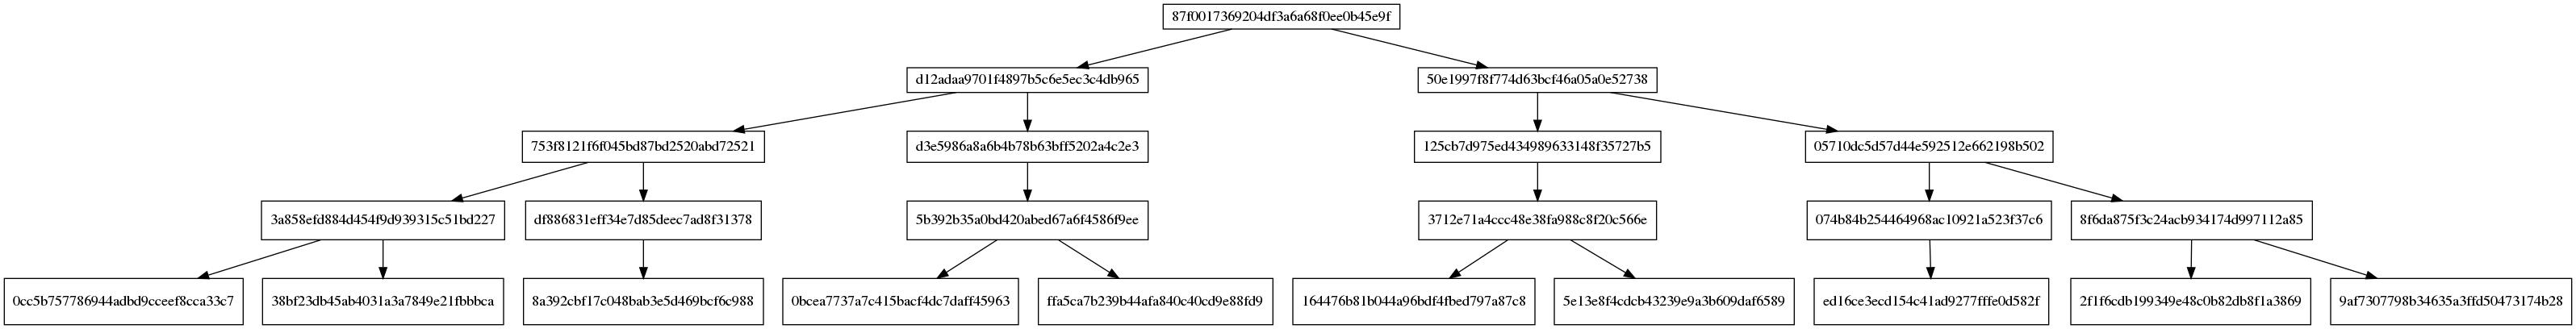 87f0017369204df3a6a68f0ee0b45e9f
d12adaa9701f4897b5c6e5ec3c4db965
50e1997f8f774d63bcf46a05a0e52738
753f8121f6f045bd87bd2520abd72521
d3e5986a8a6b4b78b63bff5202a4c2e3
125cb7d975ed434989633148f35727b5
05710dc5d57d44e592512e662198b502
3a858efd884d454f9d939315c51bd227
df886831eff34e7d85deec7ad8f31378
5b392b35a0bd420abed67a6f4586f9ee
3712e71a4ccc48e38fa988c8f20c566e
074b84b254464968ac10921a523f37c6
8f6da875f3c24acb934174d997112a85
0cc5b757786944adbd9cceef8cca33c7
38bf23db45ab4031a3a7849e21fbbbca
8a392cbf17c048bab3e5d469bcf6c988
0bcea7737a7c415bacf4dc7daff45963
ffa5ca7b239b44afa840c40cd9e88fd9
164476b81b044a96bdf4fbed797a87c8
5e13e8f4cdcb43239e9a3b609daf6589
ed16ce3ecd154c41ad9277fffe0d582f
2f1f6cdb199349e48c0b82db8f1a3869
9af7307798b34635a3ffd50473174b28